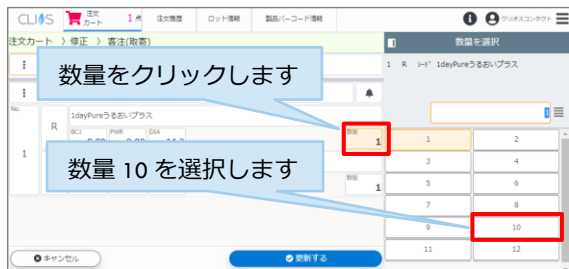 CLIOS 注文カート 1 点 注文履歴 ロット情報 製品バーコード情報 クリオスコンタクト
注文カート 〉 修正 〉 客注(取寄)
数量を選択
1 R シード 1dayPureうるおいプラス
数量をクリックします
No.
1dayPureうるおいプラス
R
BC1 PWR DIA
数量
1
1
数量 10 を選択します
数量
1
1 2
3 4
5 6
7 8
9 10
11 12
キャンセル
更新する